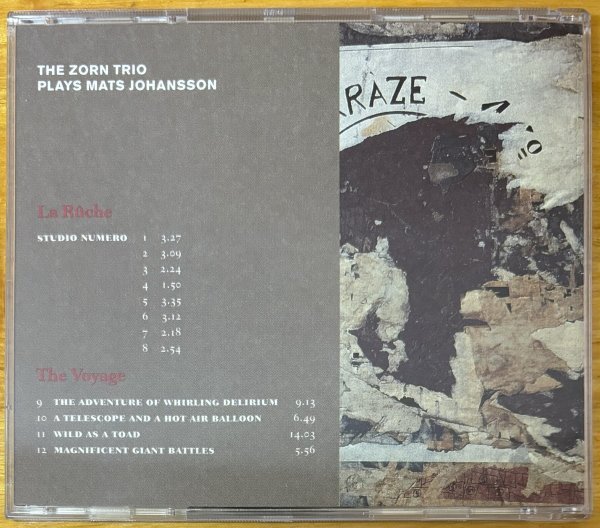 THE ZORN TRIO
PLAYS MATS JOHANSSON
RAZE
La Rûche
STUDIO NUMERO 1 3.27
2 3.09
3 2.24
4 1.50
5 3.35
6 3.12
7 2.18
8 2.54
The Voyage
9 THE ADVENTURE OF WHIRLING DELIRIUM 9.13
10 A TELESCOPE AND A HOT AIR BALLOON 6.49
11 WILD AS A TOAD 14.03
12 MAGNIFICENT GIANT BATTLES 5.56